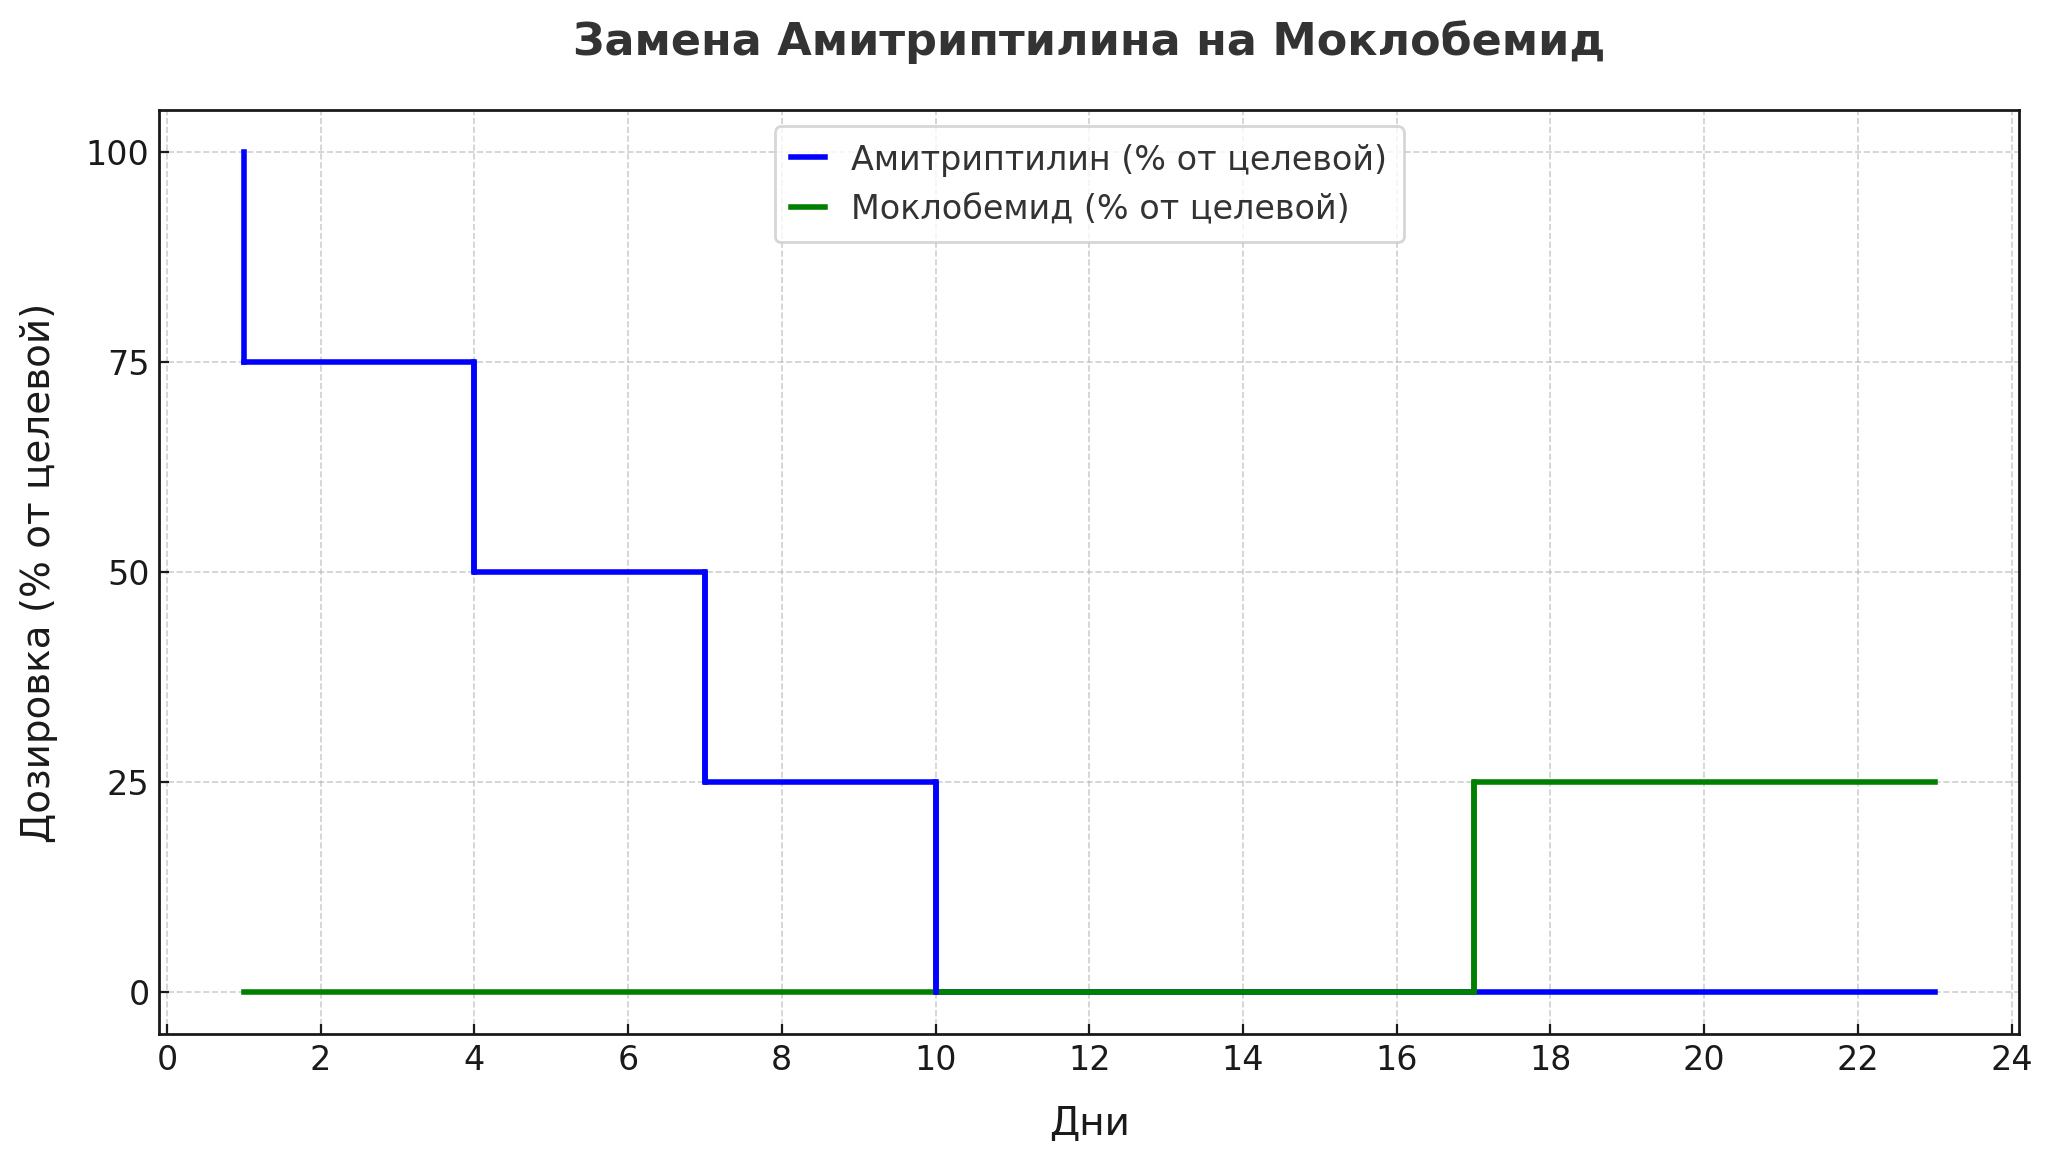 Замена Амитриптилина на Моклобемид
Амитриптилин (% от целевой)
Моклобемид (% от целевой)
Дозировка (% от целевой)
100
75
50
25
0
0 2 4 6 8 10 12 14 16 18 20 22 24
Дни